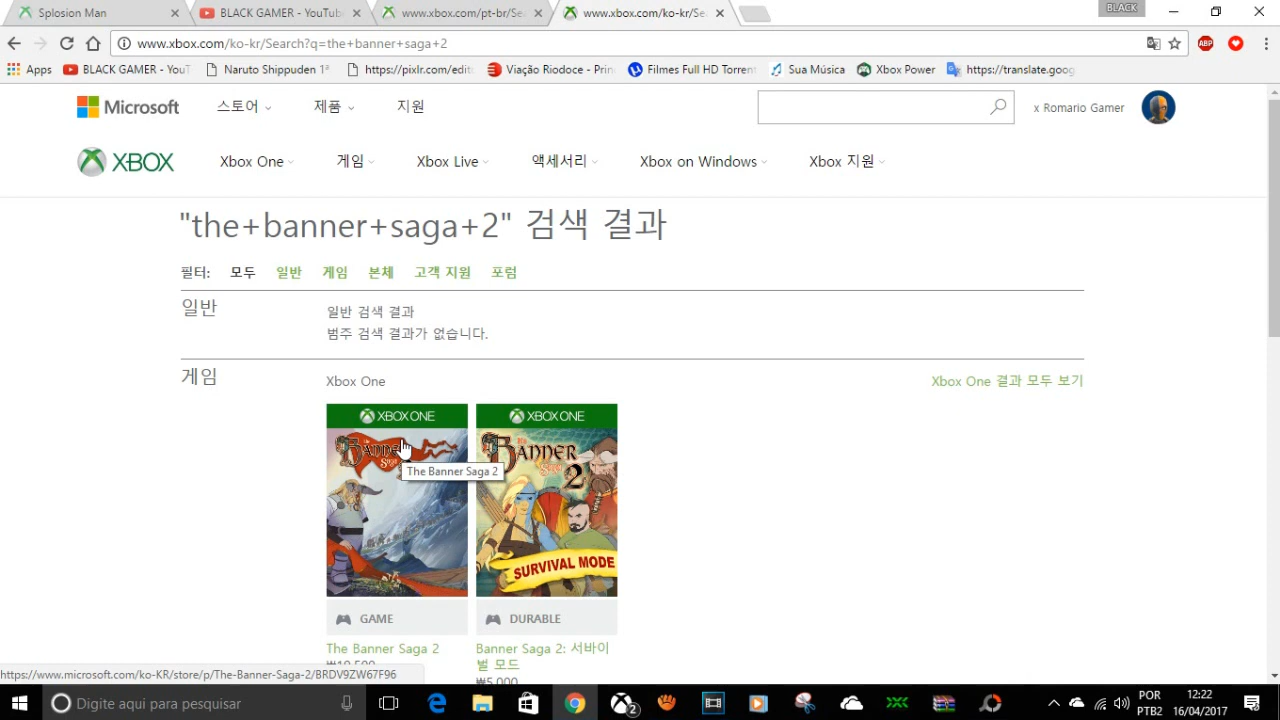 Splosion Man
BLACK GAMER - YouTube
www.xbox.com/pt-br/Se
www.xbox.com/ko-kr/Se
BLACK
www.xbox.com/ko-kr/Search?q=the+banner+saga+2
ABP
Apps
BLACK GAMER - YouT
Naruto Shippuden 1ª
https://pixlr.com/edit
Viação Riodoce - Prin
Filmes Full HD Torrent
Sua Música
Xbox Power
https://translate.goog
Microsoft
스토어
제품
지원
x Romario Gamer
XBOX
Xbox One
게임
Xbox Live
액세서리
Xbox on Windows
Xbox 지원
"the+banner+saga+2" 검색 결과
필터: 모두 일반 게임 본체 고객 지원 포럼
일반
일반 검색 결과
범주 검색 결과가 없습니다.
게임
Xbox One
Xbox One 결과 모두 보기
XBOX ONE
The Banner Saga 2
GAME
The Banner Saga 2
XBOX ONE
The Banner Saga 2
SURVIVAL MODE
DURABLE
Banner Saga 2: 서바이
벌 모드
₩5,000
https://www.microsoft.com/ko-KR/store/p/The-Banner-Saga-2/BRDV9ZW67F96
Digite aqui para pesquisar
2
POR
PTB2
12:22
16/04/2017